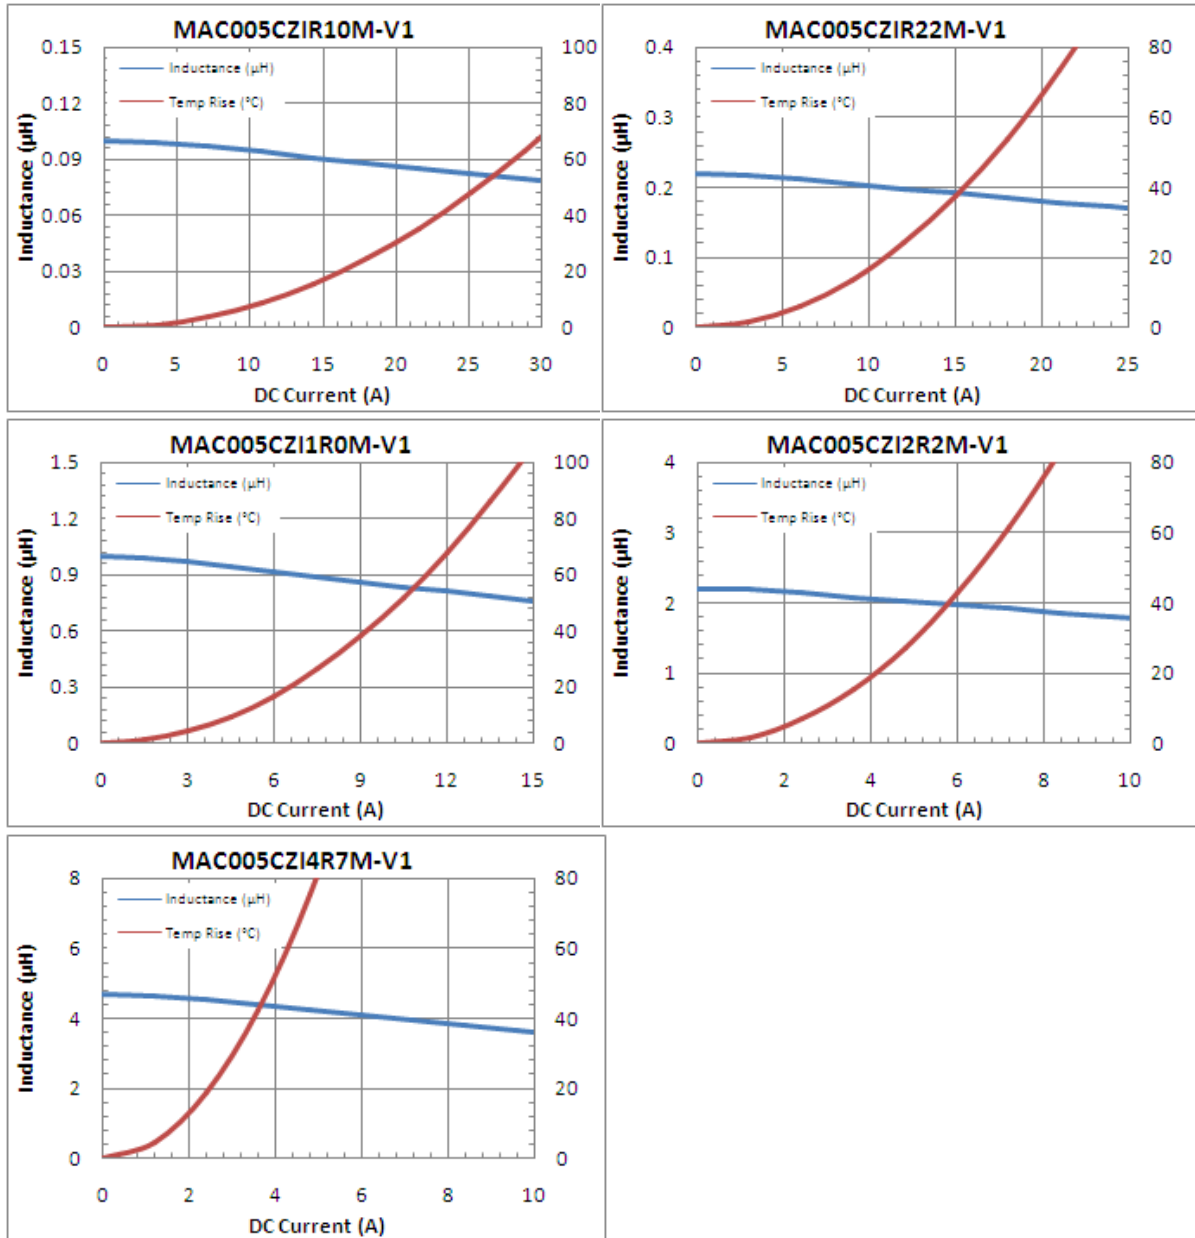 MAC005CZIR10M-V1
Inductance (µH)
Temp Rise (°C)
0.15
0.12
0.09
0.06
0.03
0
100
80
60
40
20
0
0 5 10 15 20 25 30
Inductance (µH)
DC Current (A)
MAC005CZIR22M-V1
Inductance (µH)
Temp Rise (°C)
0.4
0.3
0.2
0.1
0
80
60
40
20
0
0 5 10 15 20 25
Inductance (µH)
DC Current (A)
MAC005CZI1R0M-V1
Inductance (µH)
Temp Rise (°C)
1.5
1.2
0.9
0.6
0.3
0
100
80
60
40
20
0
0 3 6 9 12 15
Inductance (µH)
DC Current (A)
MAC005CZI2R2M-V1
Inductance (µH)
Temp Rise (°C)
4
3
2
1
0
80
60
40
20
0
0 2 4 6 8 10
Inductance (µH)
DC Current (A)
MAC005CZI4R7M-V1
Inductance (µH)
Temp Rise (°C)
8
6
4
2
0
80
60
40
20
0
0 2 4 6 8 10
Inductance (µH)
DC Current (A)